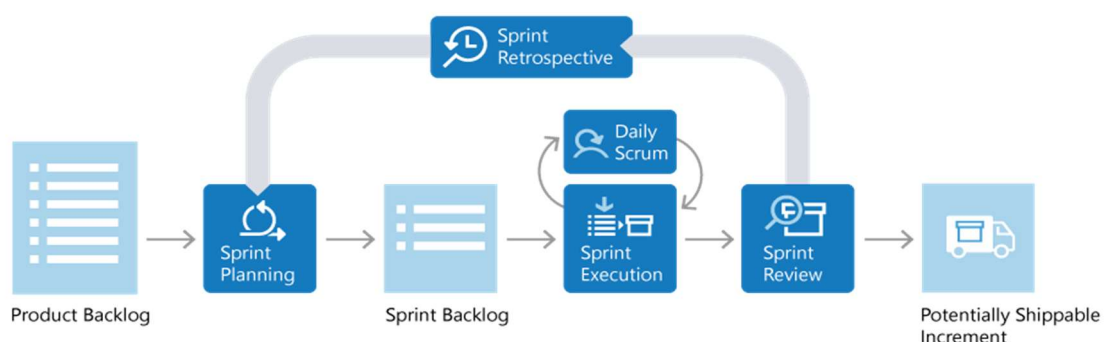 Sprint
Retrospective
Daily
Scrum
Sprint
Planning
Sprint
Execution
Sprint
Review
Product Backlog
Sprint Backlog
Potentially Shippable
Increment